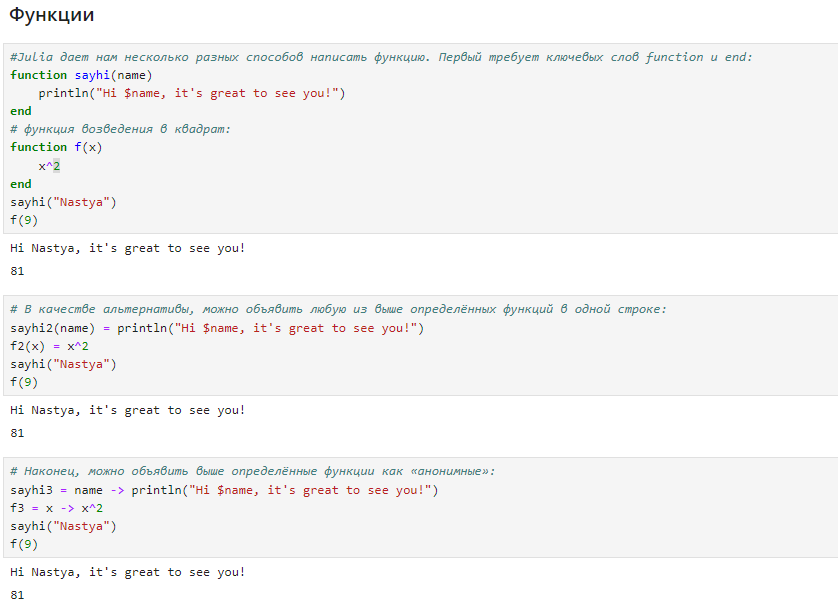 Функции
#Julia дает нам несколько разных способов написать функцию. Первый требует ключевых слов function и end:
function sayhi(name)
    println("Hi $name, it's great to see you!")
end
# функция возведения в квадрат:
function f(x)
    x^2
end
sayhi("Nastya")
f(9)
Hi Nastya, it's great to see you!
81
# В качестве альтернативы, можно объявить любую из выше определённых функций в одной строке:
sayhi2(name) = println("Hi $name, it's great to see you!")
f2(x) = x^2
sayhi("Nastya")
f(9)
Hi Nastya, it's great to see you!
81
# Наконец, можно объявить выше определённые функции как «анонимные»:
sayhi3 = name -> println("Hi $name, it's great to see you!")
f3 = x -> x^2
sayhi("Nastya")
f(9)
Hi Nastya, it's great to see you!
81